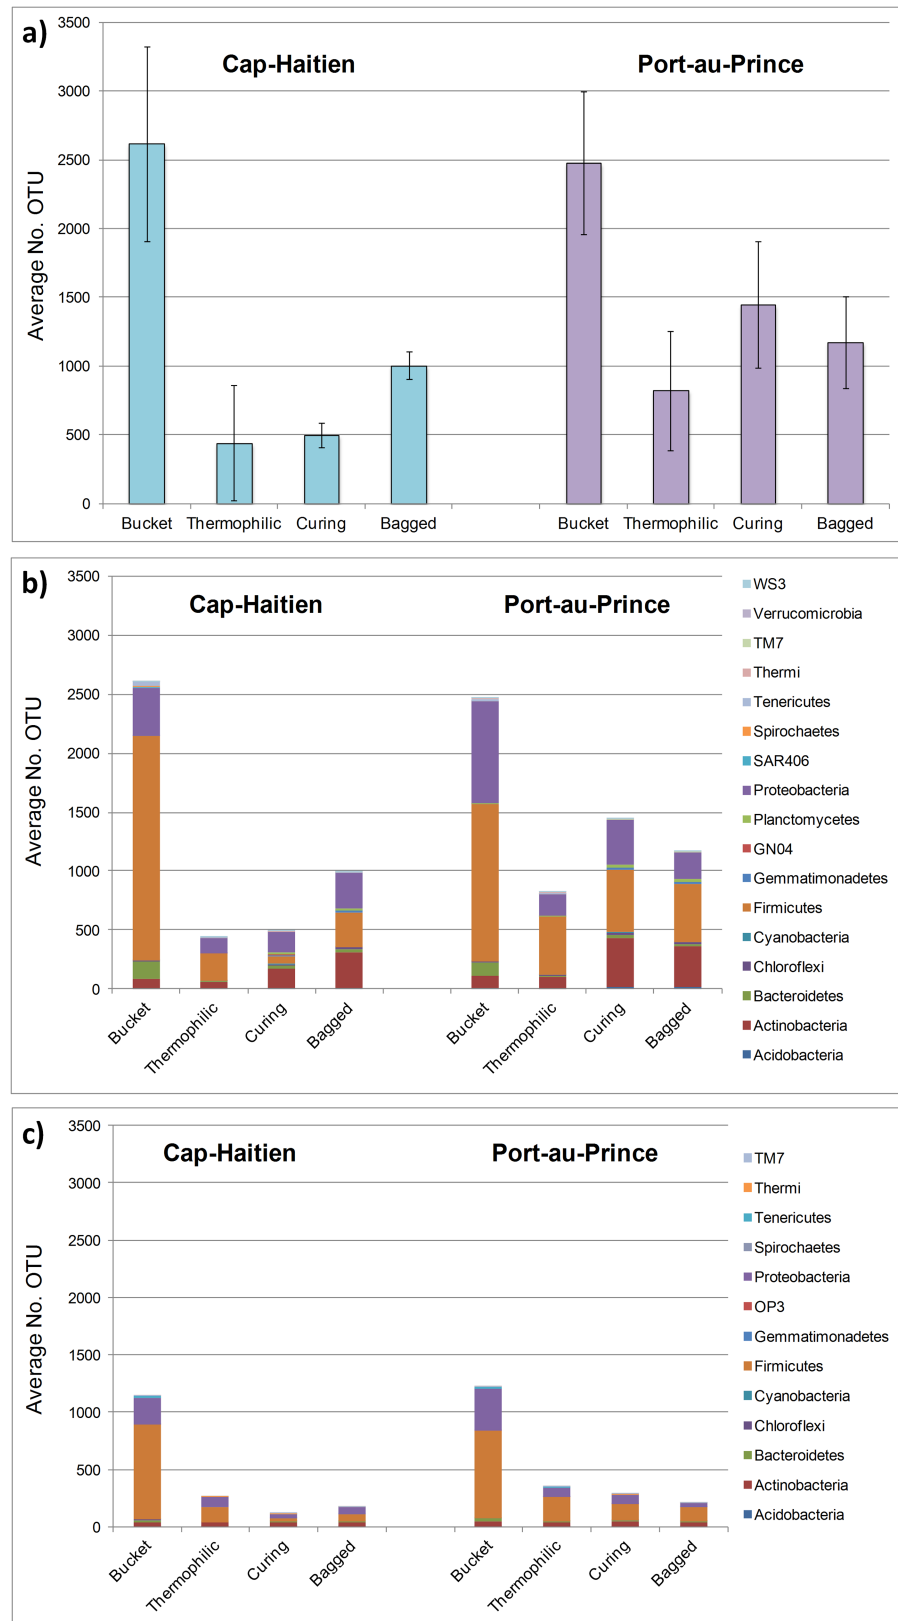 a)
Cap-Haitien
Port-au-Prince
Average No. OTU
3500
3000
2500
2000
1500
1000
500
0
Bucket Thermophilic Curing Bagged Bucket Thermophilic Curing Bagged
b)
Cap-Haitien
Port-au-Prince
Average No. OTU
3500
3000
2500
2000
1500
1000
500
0
Bucket
Thermophilic
Curing
Bagged
Bucket
Thermophilic
Curing
Bagged
WS3
Verrucomicrobia
TM7
Thermi
Tenericutes
Spirochaetes
SAR406
Proteobacteria
Planctomycetes
GN04
Gemmatimonadetes
Firmicutes
Cyanobacteria
Chloroflexi
Bacteroidetes
Actinobacteria
Acidobacteria
c)
Cap-Haitien
Port-au-Prince
Average No. OTU
3500
3000
2500
2000
1500
1000
500
0
Bucket
Thermophilic
Curing
Bagged
Bucket
Thermophilic
Curing
Bagged
TM7
Thermi
Tenericutes
Spirochaetes
Proteobacteria
OP3
Gemmatimonadetes
Firmicutes
Cyanobacteria
Chloroflexi
Bacteroidetes
Actinobacteria
Acidobacteria